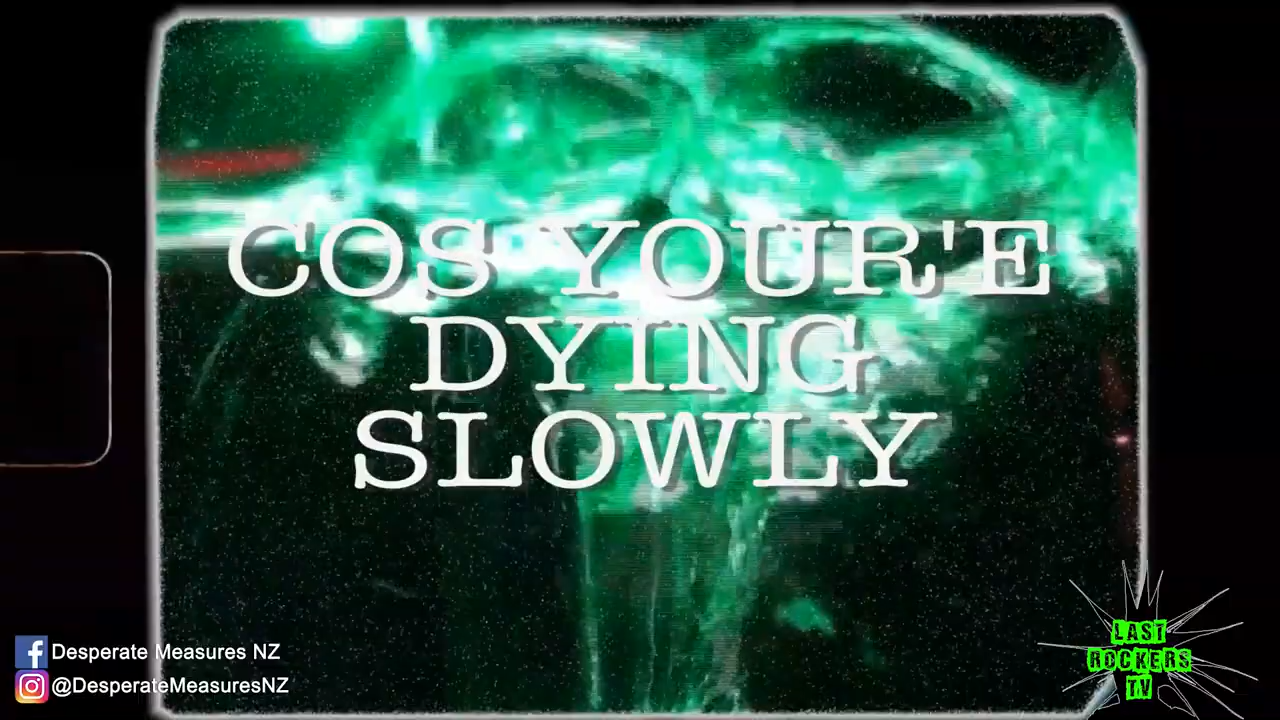 COS YOUR'E
DYING
SLOWLY
Desperate Measures NZ
@DesperateMeasuresNZ
LAST
ROCKERS
TV